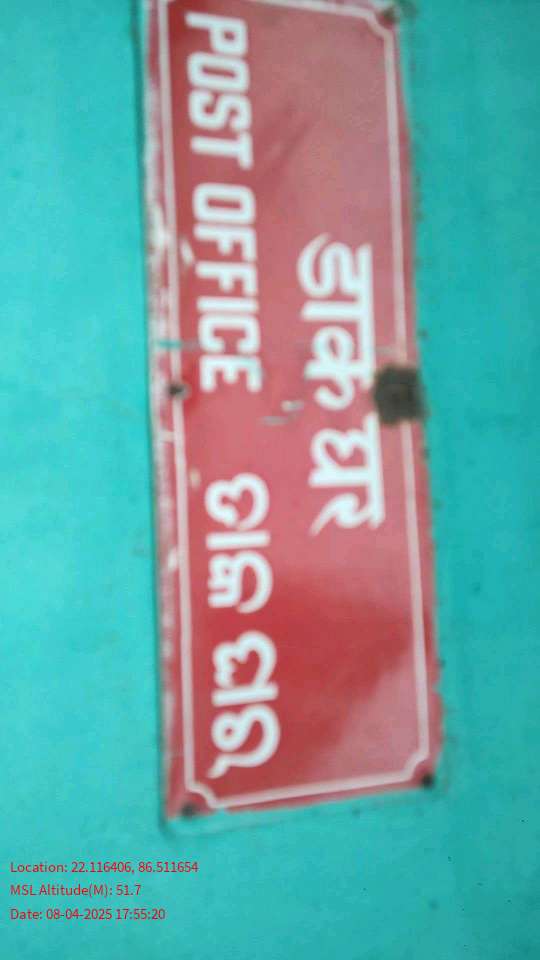 डाक घर
POST OFFICE ଡାକ ଘର
Location: 22.116406, 86.511654
MSL Altitude(M): 51.7
Date: 08-04-2025 17:55:20